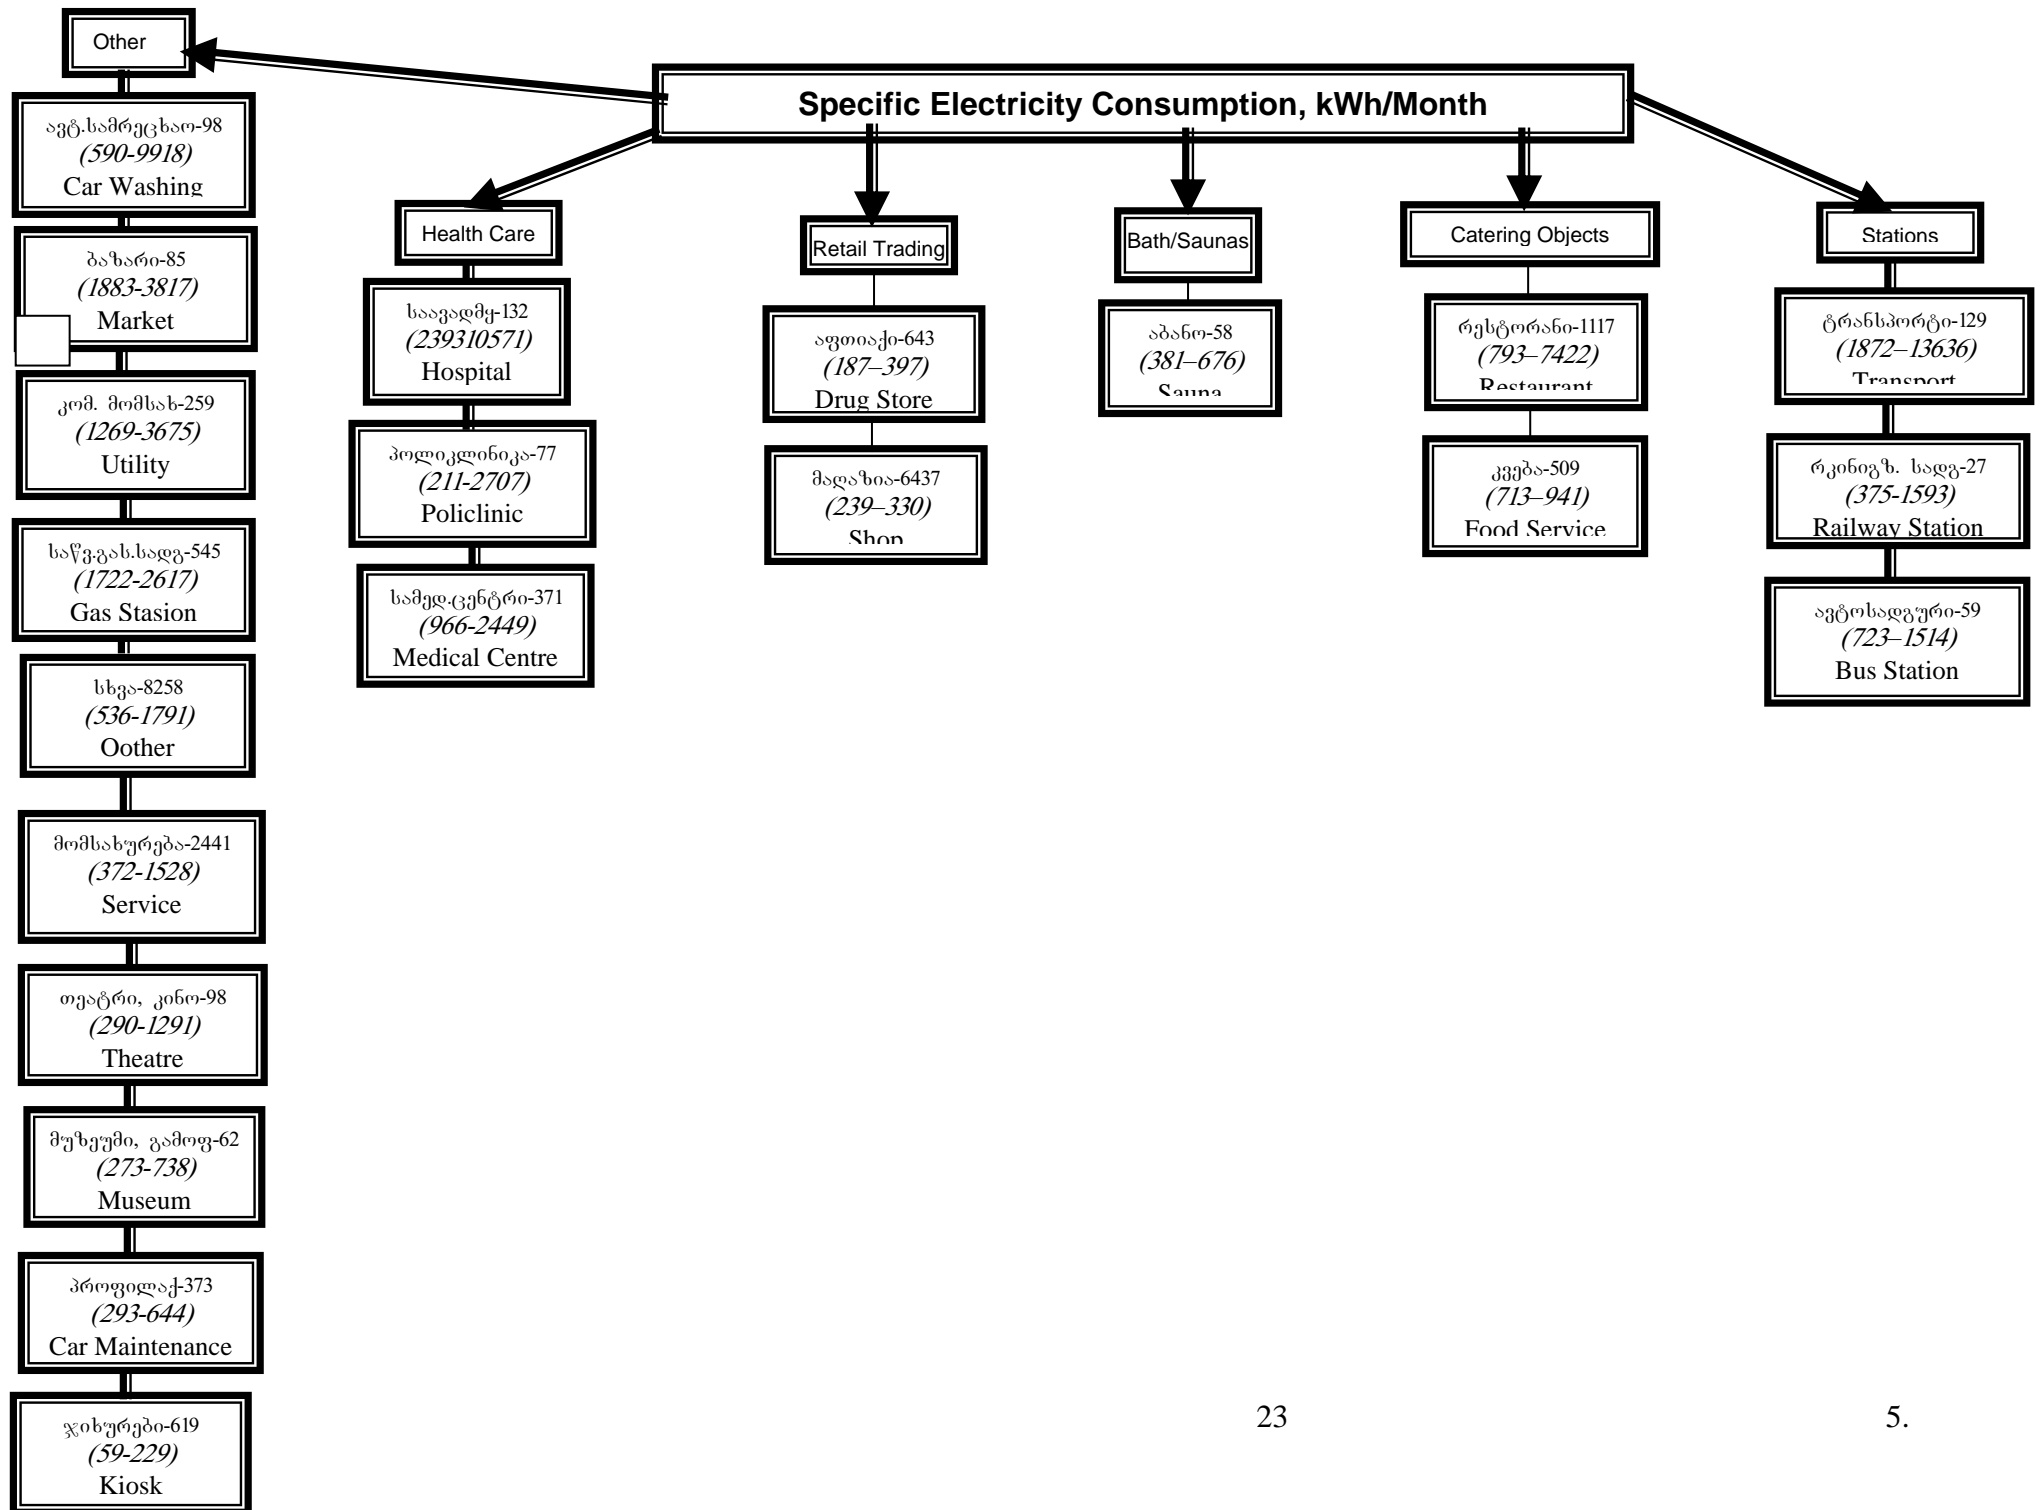 Other
Specific Electricity Consumption, kWh/Month
ავტ.სამრეცხაო-98
(590-9918)
Car Washing
ბაზარი-85
(1883-3817)
Market
კომ. მომსახ-259
(1269-3675)
Utility
საწვ.გას.სადგ-545
(1722-2617)
Gas Stasion
სხვა-8258
(536-1791)
Oother
მომსახურება-2441
(372-1528)
Service
თეატრი, კინო-98
(290-1291)
Theatre
მუზეუმი, გამოფ-62
(273-738)
Museum
პროფილაქ-373
(293-644)
Car Maintenance
ჯიხურები-619
(59-229)
Kiosk
Health Care
საავადმყ-132
(239310571)
Hospital
პოლიკლინიკა-77
(211-2707)
Policlinic
სამედ.ცენტრი-371
(966-2449)
Medical Centre
Retail Trading
აფთიაქი-643
(187–397)
Drug Store
მაღაზია-6437
(239–330)
Shop
Bath/Saunas
აბანო-58
(381–676)
Sauna
Catering Objects
რესტორანი-1117
(793–7422)
Restaurant
კვება-509
(713–941)
Food Service
Stations
ტრანსპორტი-129
(1872–13636)
Transport
რკინიგზ. სადგ-27
(375-1593)
Railway Station
ავტოსადგური-59
(723–1514)
Bus Station
23
5.